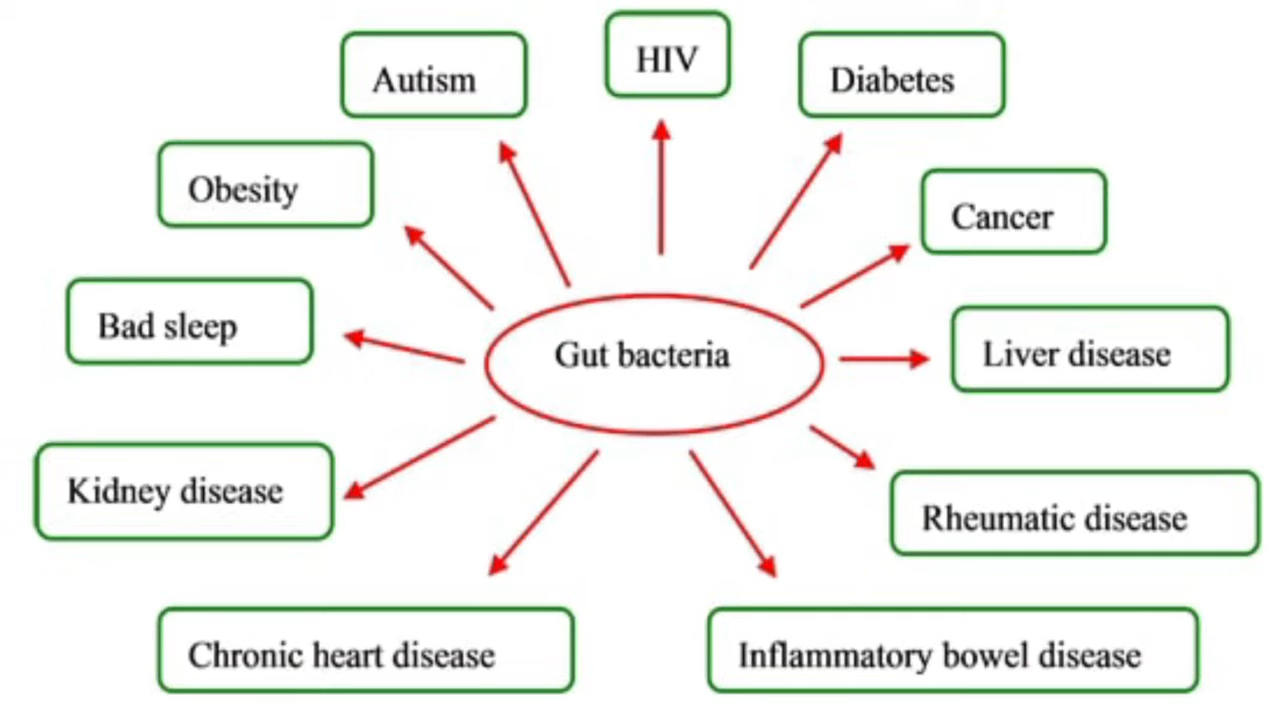 HIV
Autism
Diabetes
Obesity
Cancer
Bad sleep
Gut bacteria
Liver disease
Kidney disease
Rheumatic disease
Chronic heart disease
Inflammatory bowel disease